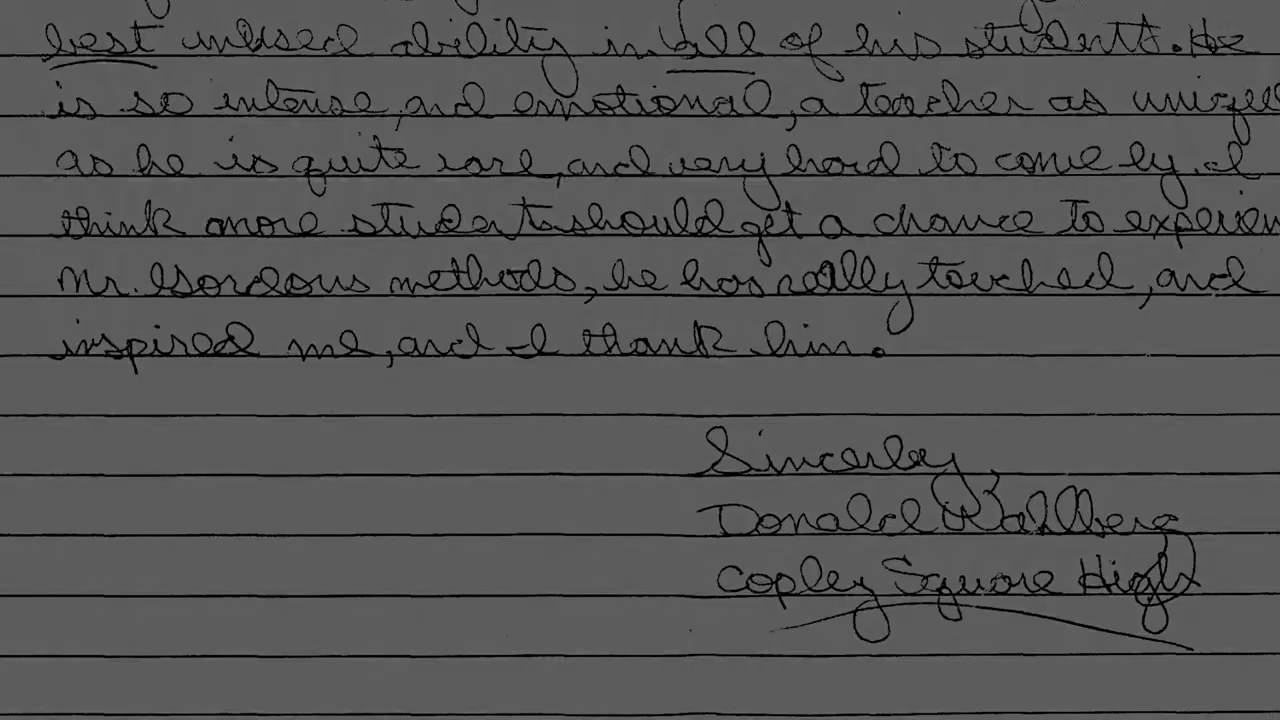 best unused ability in all of his students. He
is so intense, and emotional, a teacher as unique
as he is quite rare, and very hard to come by. I
think more students should get a chance to experien
Mr. Gordons methods, he has really touched, and
inspired me, and I thank him.
Sincerley,
Donald Wahlberg
Copley Square High